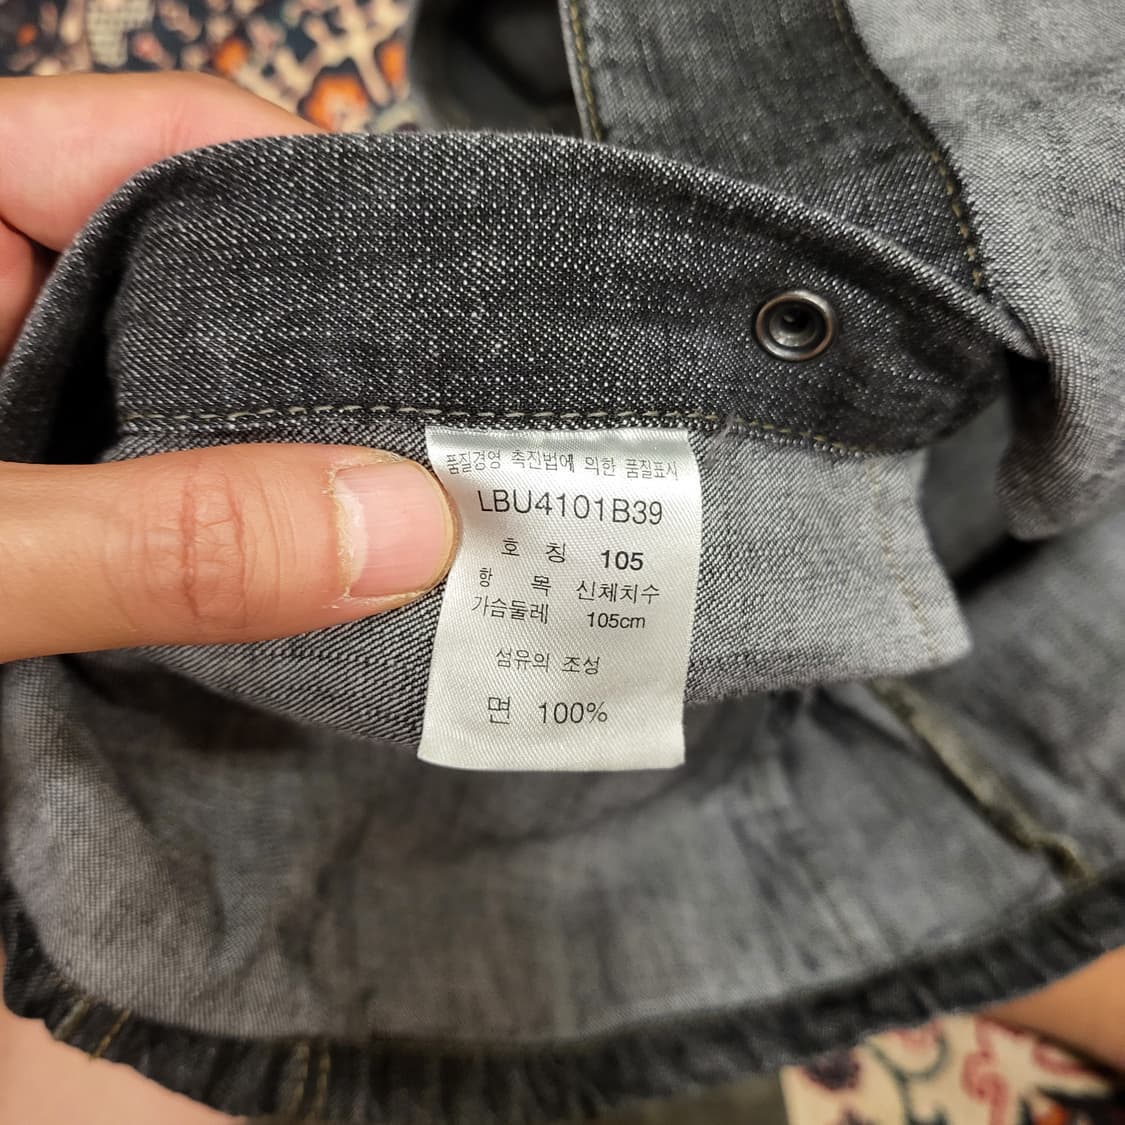 품질경영 촉진법에 의한 품질표시
LBU4101B39
호 칭 105
항 목 신체치수
가슴둘레 105cm
섬유의 조성
면 100%